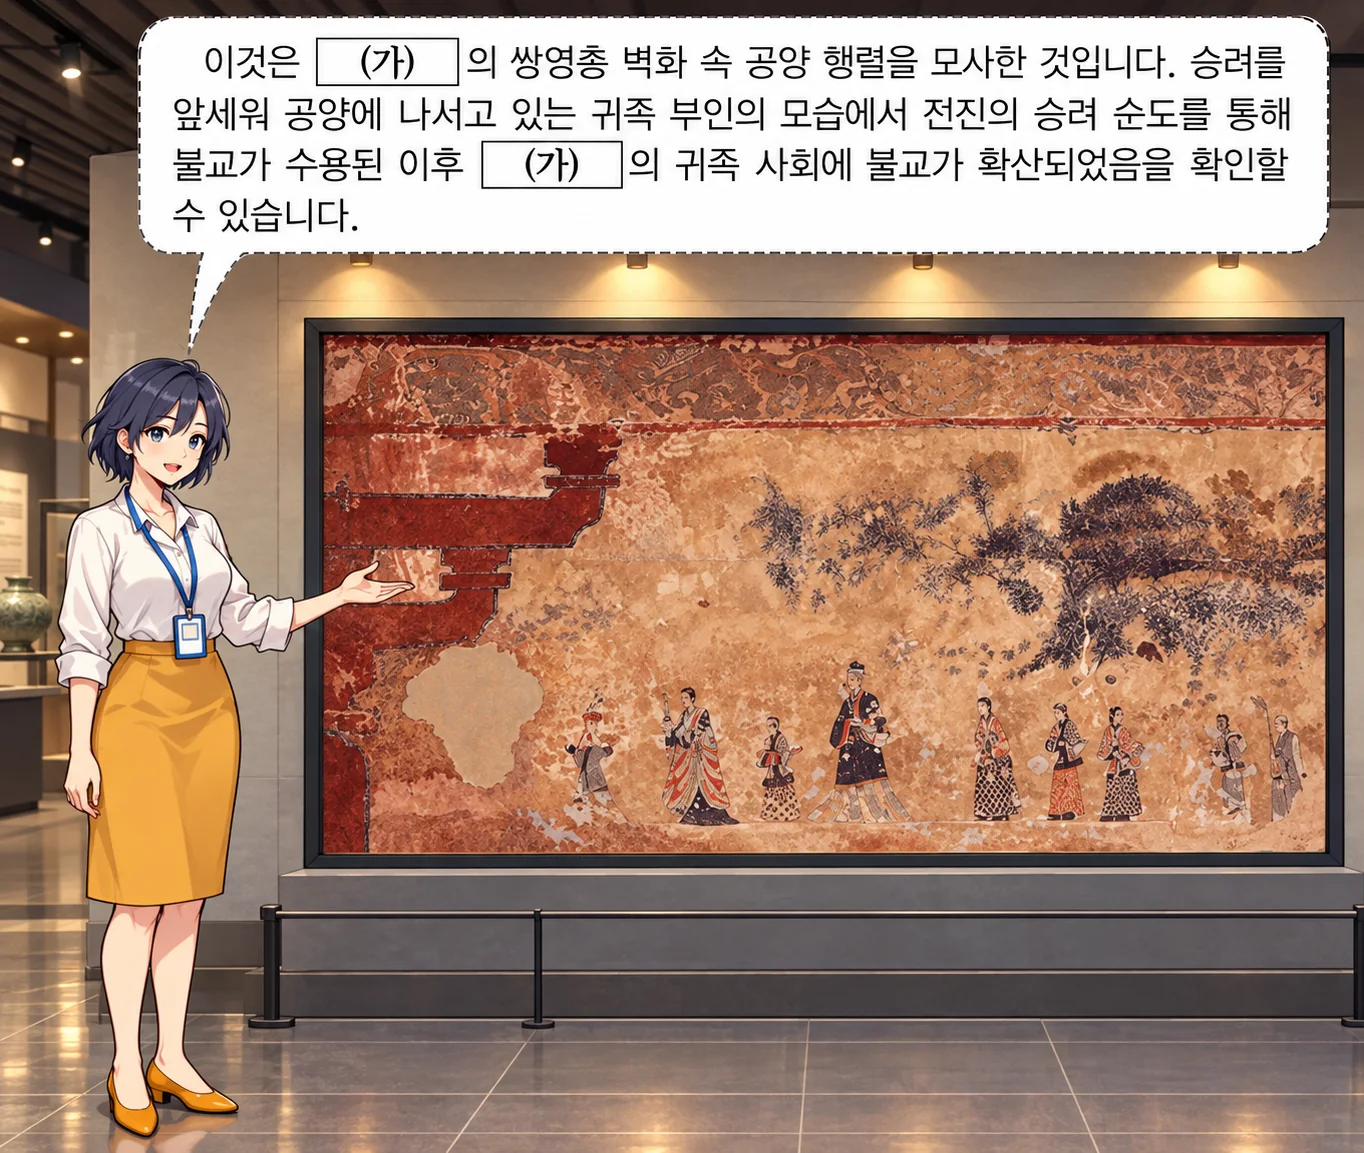 이것은 (가) 의 쌍영총 벽화 속 공양 행렬을 모사한 것입니다. 승려를
앞세워 공양에 나서고 있는 귀족 부인의 모습에서 전진의 승려 순도를 통해
불교가 수용된 이후 (가) 의 귀족 사회에 불교가 확산되었음을 확인할
수 있습니다.